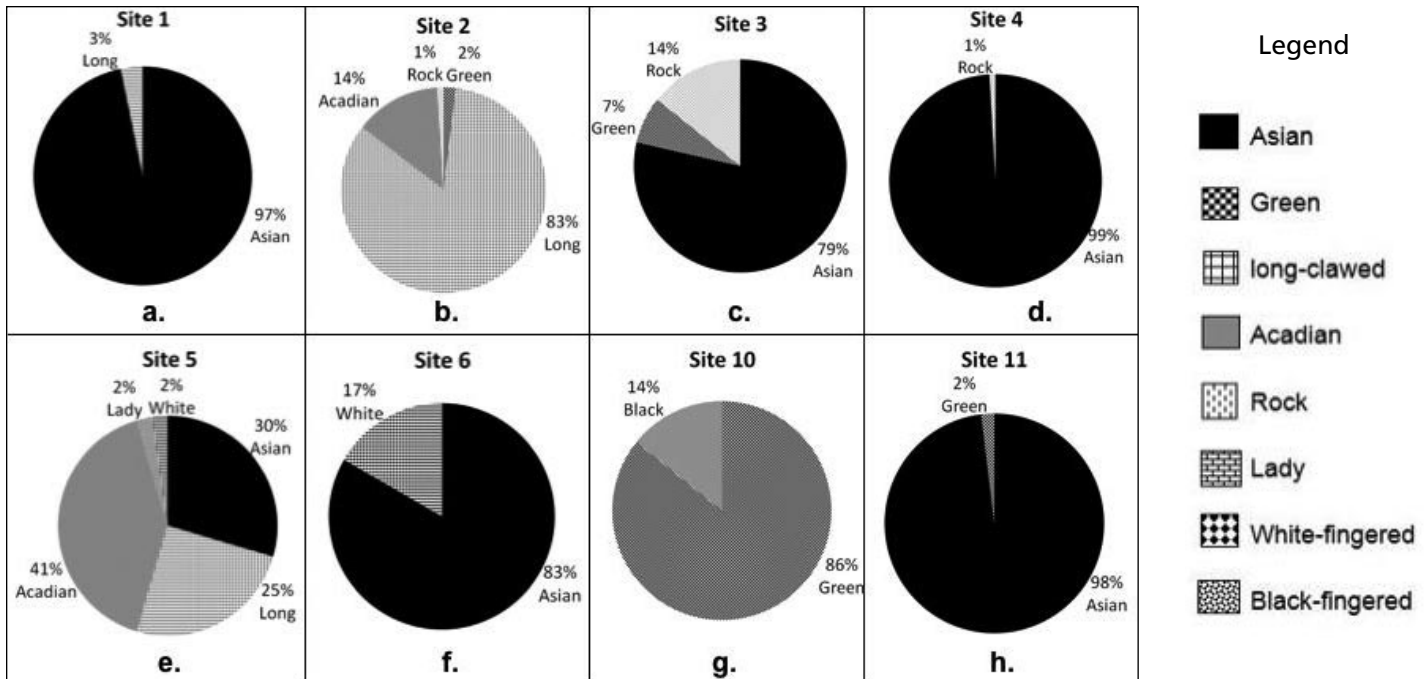 Site 1
3%
Long
97%
Asian
a.
Site 2
1%
Rock
2%
Green
14%
Acadian
83%
Long
b.
Site 3
14%
Rock
7%
Green
79%
Asian
c.
Site 4
1%
Rock
99%
Asian
d.
Site 5
2%
Lady
2%
White
30%
Asian
41%
Acadian
25%
Long
e.
Site 6
17%
White
83%
Asian
f.
Site 10
14%
Black
86%
Green
g.
Site 11
2%
Green
98%
Asian
h.
Legend
Asian
Green
long-clawed
Acadian
Rock
Lady
White-fingered
Black-fingered